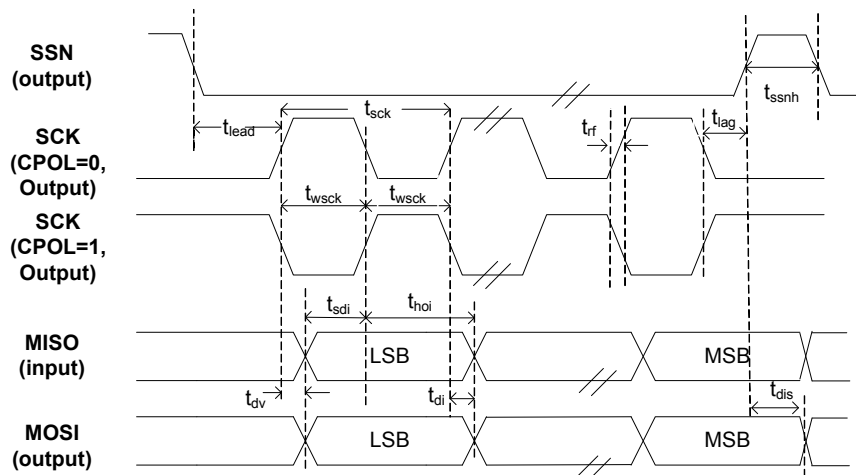 SSN
(output)
t_ssnh
t_sck
t_lead
t_rf
t_lag
SCK
(CPOL=0,
Output)
t_wsck t_wsck
SCK
(CPOL=1,
Output)
t_sdi t_hoi
MISO
(input)
LSB MSB
t_dv t_di t_dis
MOSI
(output)
LSB MSB